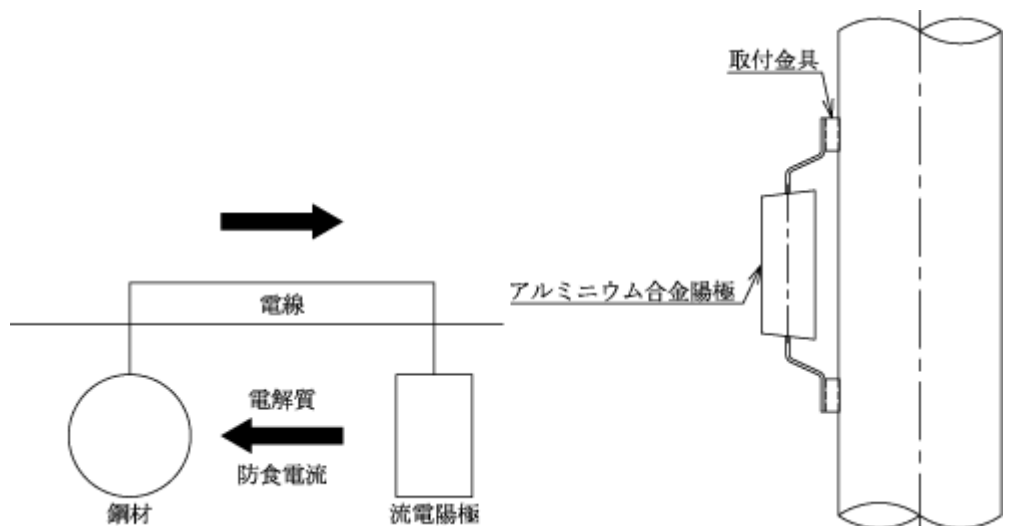 電線
電解質
防食電流
鋼材
流電陽極
取付金具
アルミニウム合金陽極